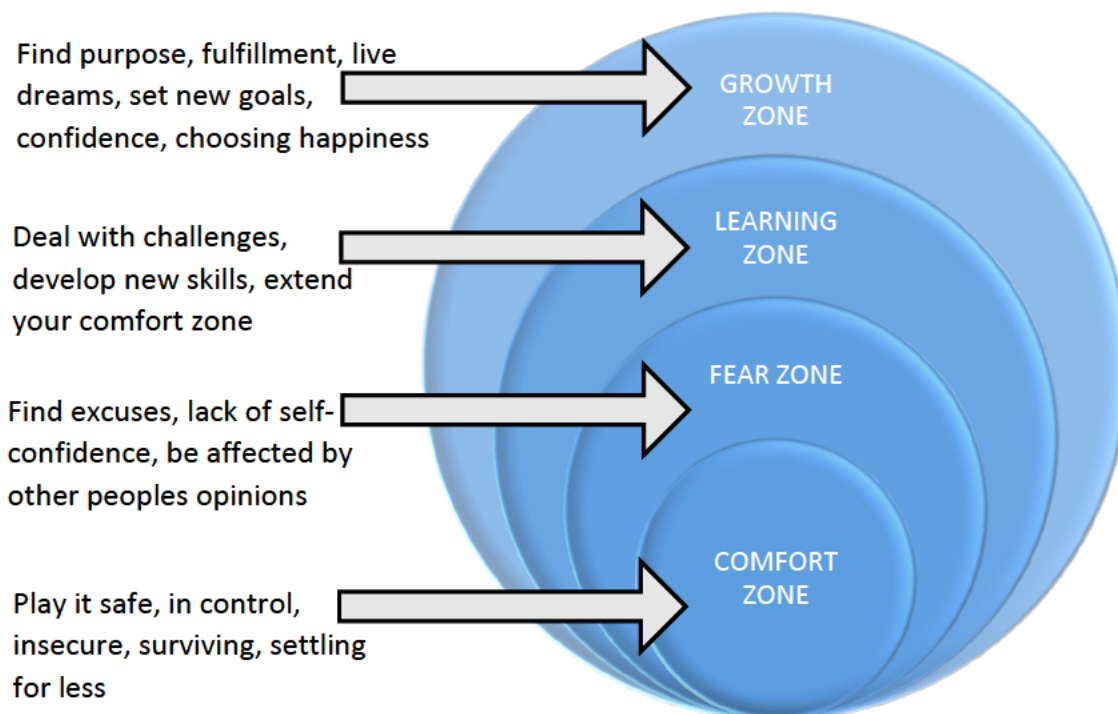 Find purpose, fulfillment, live
dreams, set new goals,
confidence, choosing happiness
GROWTH
ZONE
Deal with challenges,
develop new skills, extend
your comfort zone
LEARNING
ZONE
Find excuses, lack of self-
confidence, be affected by
other peoples opinions
FEAR ZONE
Play it safe, in control,
insecure, surviving, settling
for less
COMFORT
ZONE